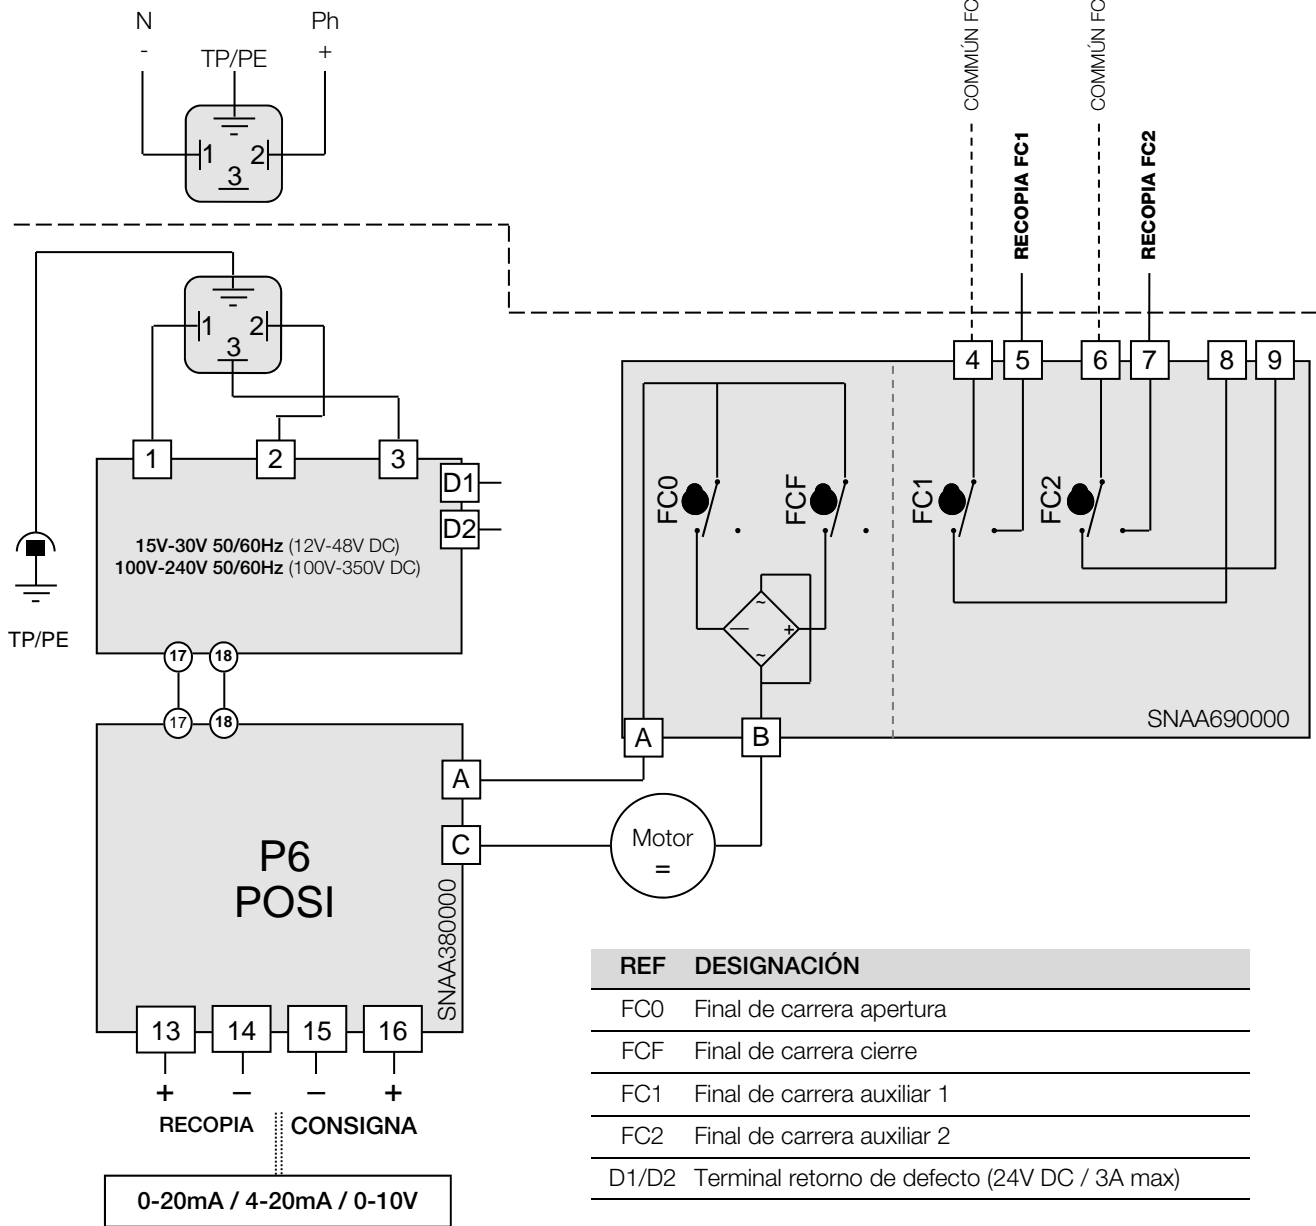 N
Ph
-
TP/PE
+
1
2
3
COMMÚN FC
RECOPIA FC1
COMMÚN FC
RECOPIA FC2
1
2
3
4
5
6
7
8
9
1
2
3
D1
D2
15V-30V 50/60Hz (12V-48V DC)
100V-240V 50/60Hz (100V-350V DC)
TP/PE
17
18
17
18
FC0
FCF
FC1
FC2
~
—
+
~
SNAA690000
A
B
A
C
Motor
=
P6
POSI
SNAA380000
13
14
15
16
+
–
–
+
RECOPIA
CONSIGNA
0-20mA / 4-20mA / 0-10V
REF DESIGNACIÓN
FC0 Final de carrera apertura
FCF Final de carrera cierre
FC1 Final de carrera auxiliar 1
FC2 Final de carrera auxiliar 2
D1/D2 Terminal retorno de defecto (24V DC / 3A max)